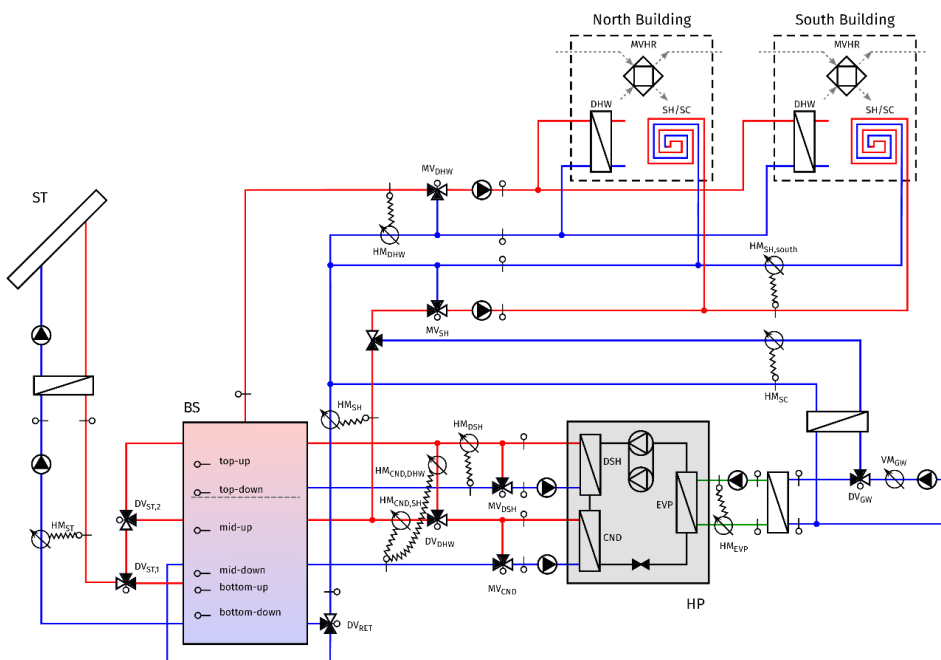 North Building
South Building
MVHR
MVHR
DHW
SH/SC
DHW
SH/SC
ST
MV_DHW
HM_DHW
HM_SH,south
MV_SH
HM_SC
BS
HM_SH
HM_DSH
top-up
DSH
HM_CND,DHW
VM_GW
top-down
HM_CND,SH
MV_DSH
EVP
DV_GW
DV_ST,2
mid-up
HM_ST
DV_DHW
CND
HM_EVP
DV_ST,1
mid-down
bottom-up
MV_CND
HP
bottom-down
DV_RET